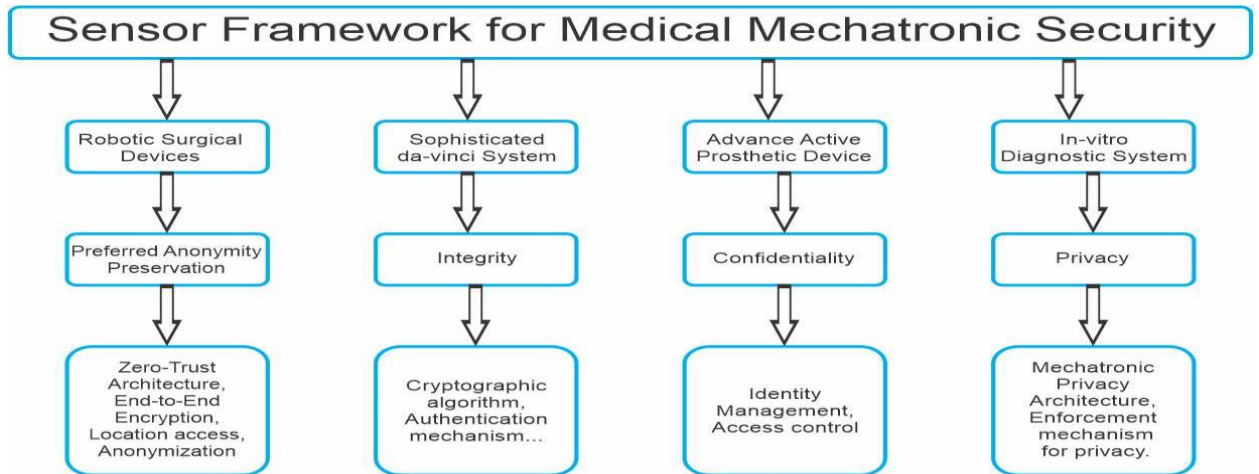 Sensor Framework for Medical Mechatronic Security
Robotic Surgical
Devices
Sophisticated
da-vinci System
Advance Active
Prosthetic Device
In-vitro
Diagnostic System
Preferred Anonymity
Preservation
Integrity
Confidentiality
Privacy
Zero-Trust
Architecture,
End-to-End
Encryption,
Location access,
Anonymization
Cryptographic
algorithm,
Authentication
mechanism...
Identity
Management,
Access control
Mechatronic
Privacy
Architecture,
Enforcement
mechanism
for privacy.